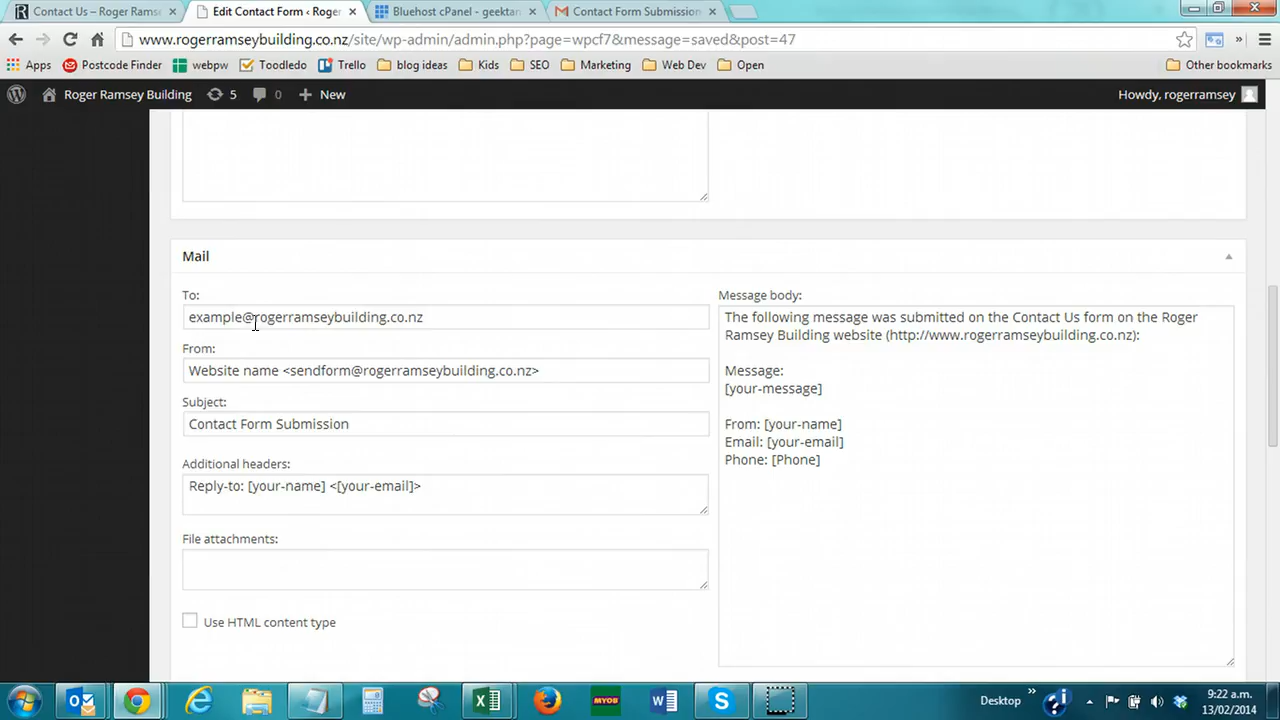 Contact Us – Roger Rams
Edit Contact Form ‹ Roger
Bluehost cPanel - geektan
Contact Form Submission
www.rogerramseybuilding.co.nz/site/wp-admin/admin.php?page=wpcf7&message=saved&post=47
Apps Postcode Finder webpw Toodledo Trello blog ideas Kids SEO Marketing Web Dev Open Other bookmarks
Roger Ramsey Building 5 0 New Howdy, rogerramsey
Mail
To:
example@rogerramseybuilding.co.nz
From:
Website name <sendform@rogerramseybuilding.co.nz>
Subject:
Contact Form Submission
Additional headers:
Reply-to: [your-name] <[your-email]>
File attachments:
Use HTML content type
Message body:
The following message was submitted on the Contact Us form on the Roger
Ramsey Building website (http://www.rogerramseybuilding.co.nz):
Message:
[your-message]
From: [your-name]
Email: [your-email]
Phone: [Phone]
MYOB
Desktop
9:22 a.m.
13/02/2014